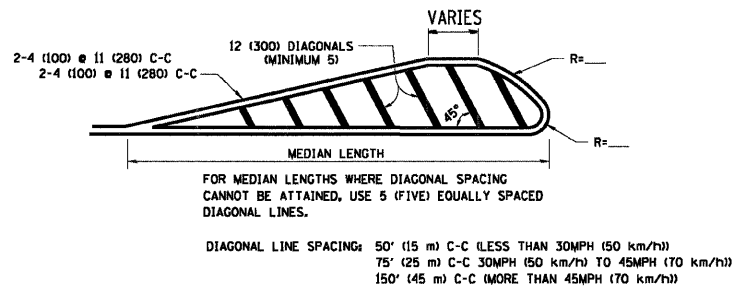 VARIES
2-4 (100) @ 11 (280) C-C
2-4 (100) @ 11 (280) C-C
12 (300) DIAGONALS
(MINIMUM 5)
R=___
45°
R=___
MEDIAN LENGTH
FOR MEDIAN LENGTHS WHERE DIAGONAL SPACING
CANNOT BE ATTAINED, USE 5 (FIVE) EQUALLY SPACED
DIAGONAL LINES.
DIAGONAL LINE SPACING: 50' (15 m) C-C (LESS THAN 30MPH (50 km/h))
75' (25 m) C-C 30MPH (50 km/h) TO 45MPH (70 km/h))
150' (45 m) C-C (MORE THAN 45MPH (70 km/h))